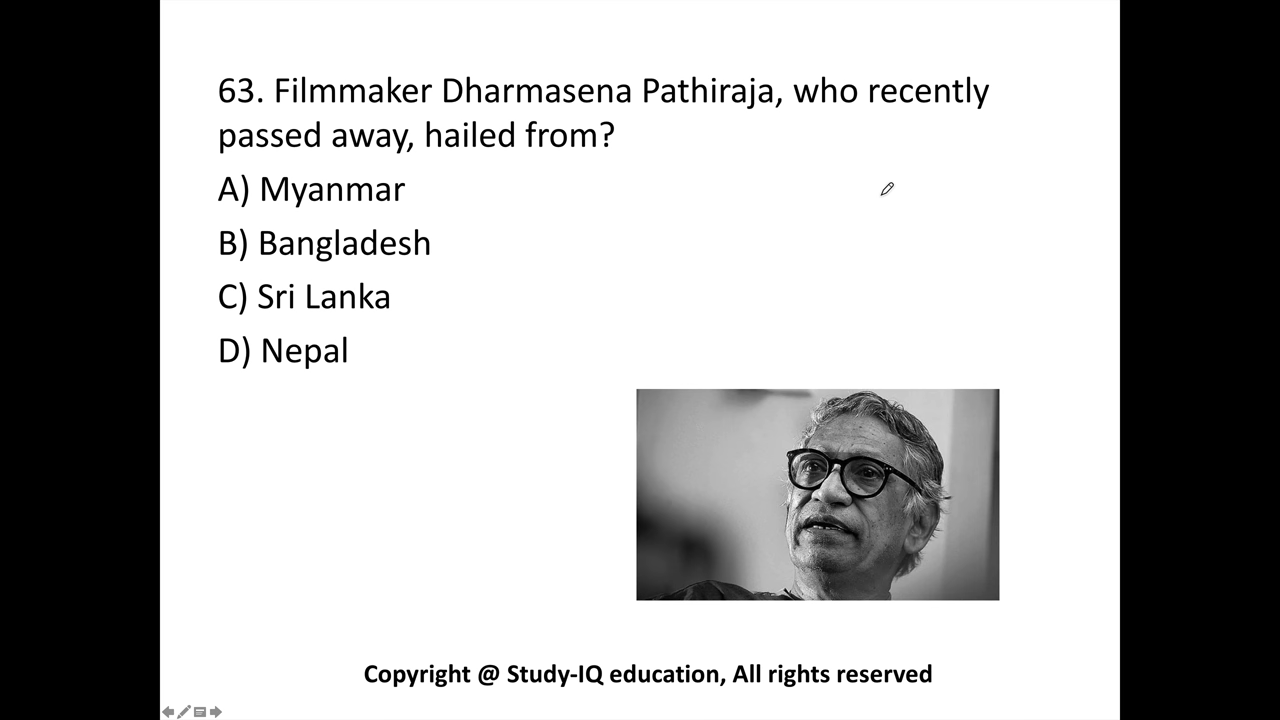 63. Filmmaker Dharmasena Pathiraja, who recently
passed away, hailed from?
A) Myanmar
B) Bangladesh
C) Sri Lanka
D) Nepal
Copyright @ Study-IQ education, All rights reserved